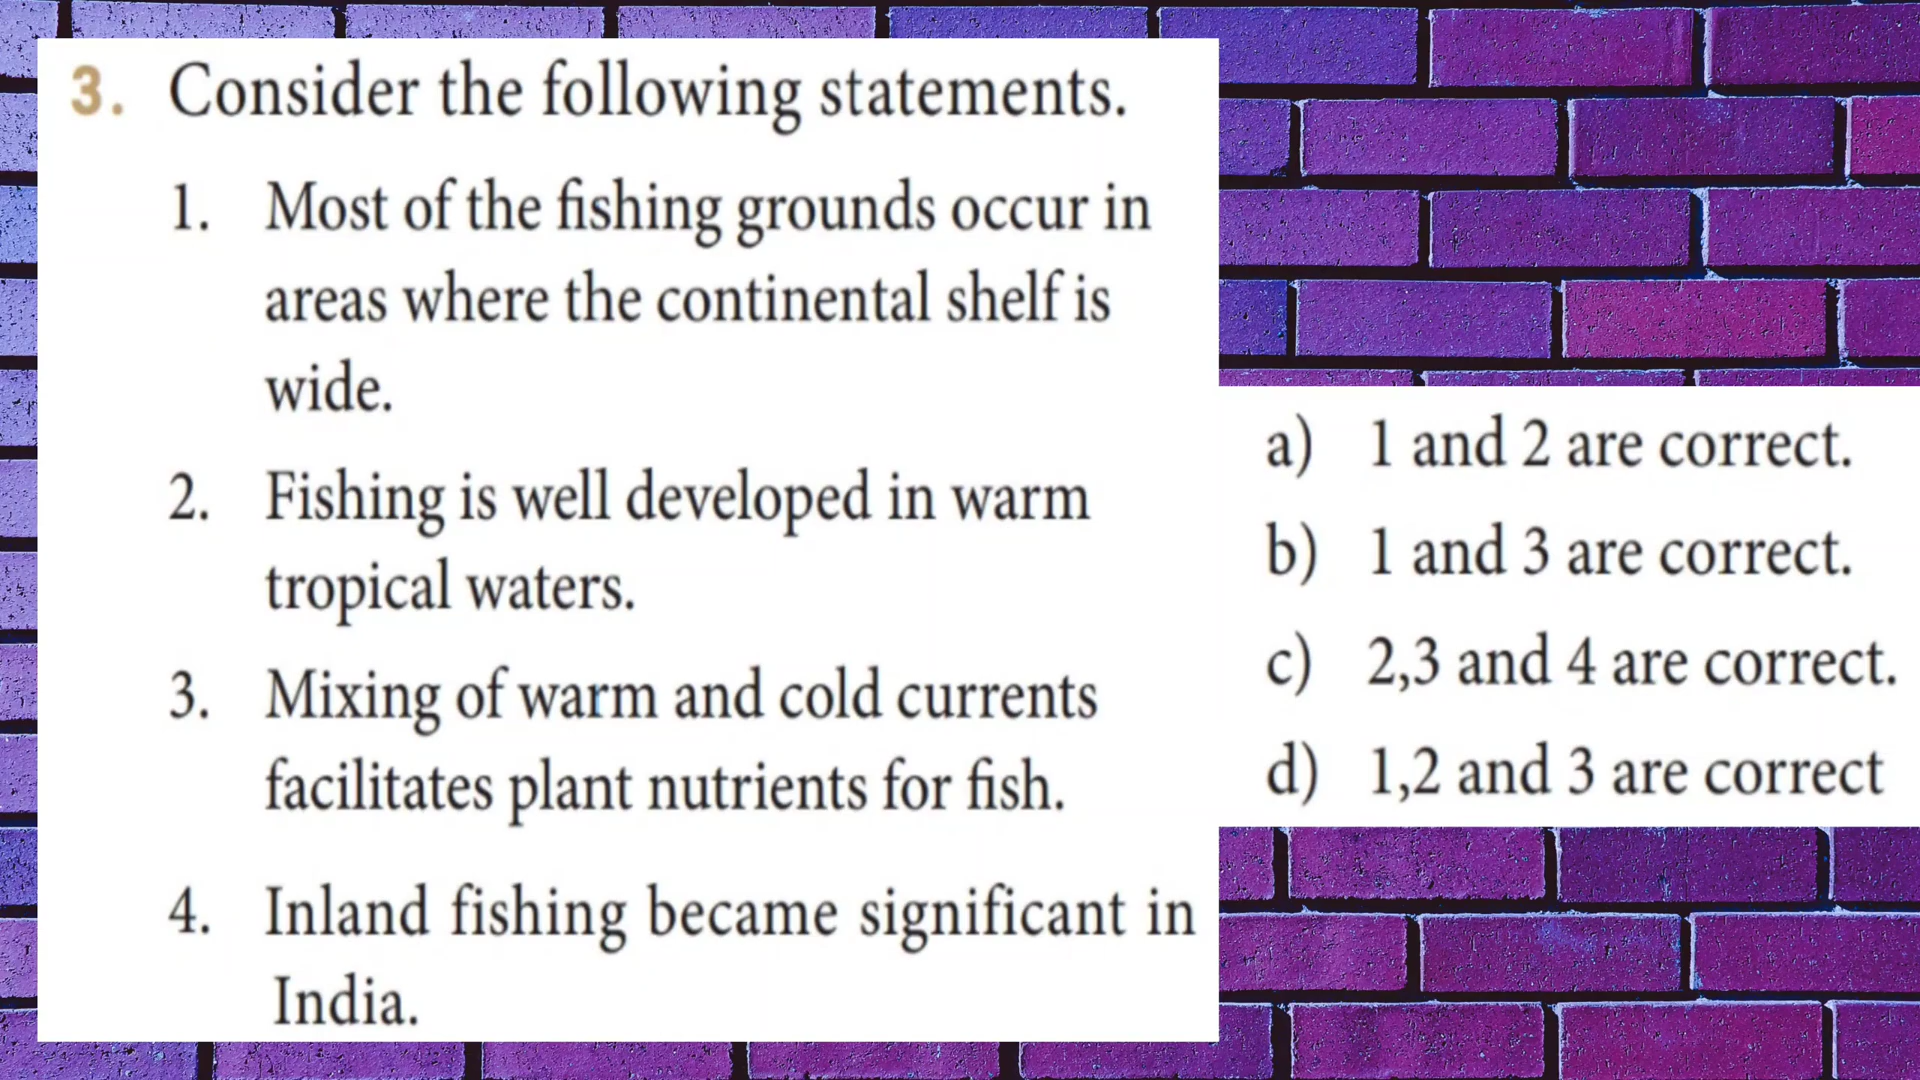 3. Consider the following statements.
1. Most of the fishing grounds occur in
areas where the continental shelf is
wide.
2. Fishing is well developed in warm
tropical waters.
3. Mixing of warm and cold currents
facilitates plant nutrients for fish.
4. Inland fishing became significant in
India.
a) 1 and 2 are correct.
b) 1 and 3 are correct.
c) 2,3 and 4 are correct.
d) 1,2 and 3 are correct